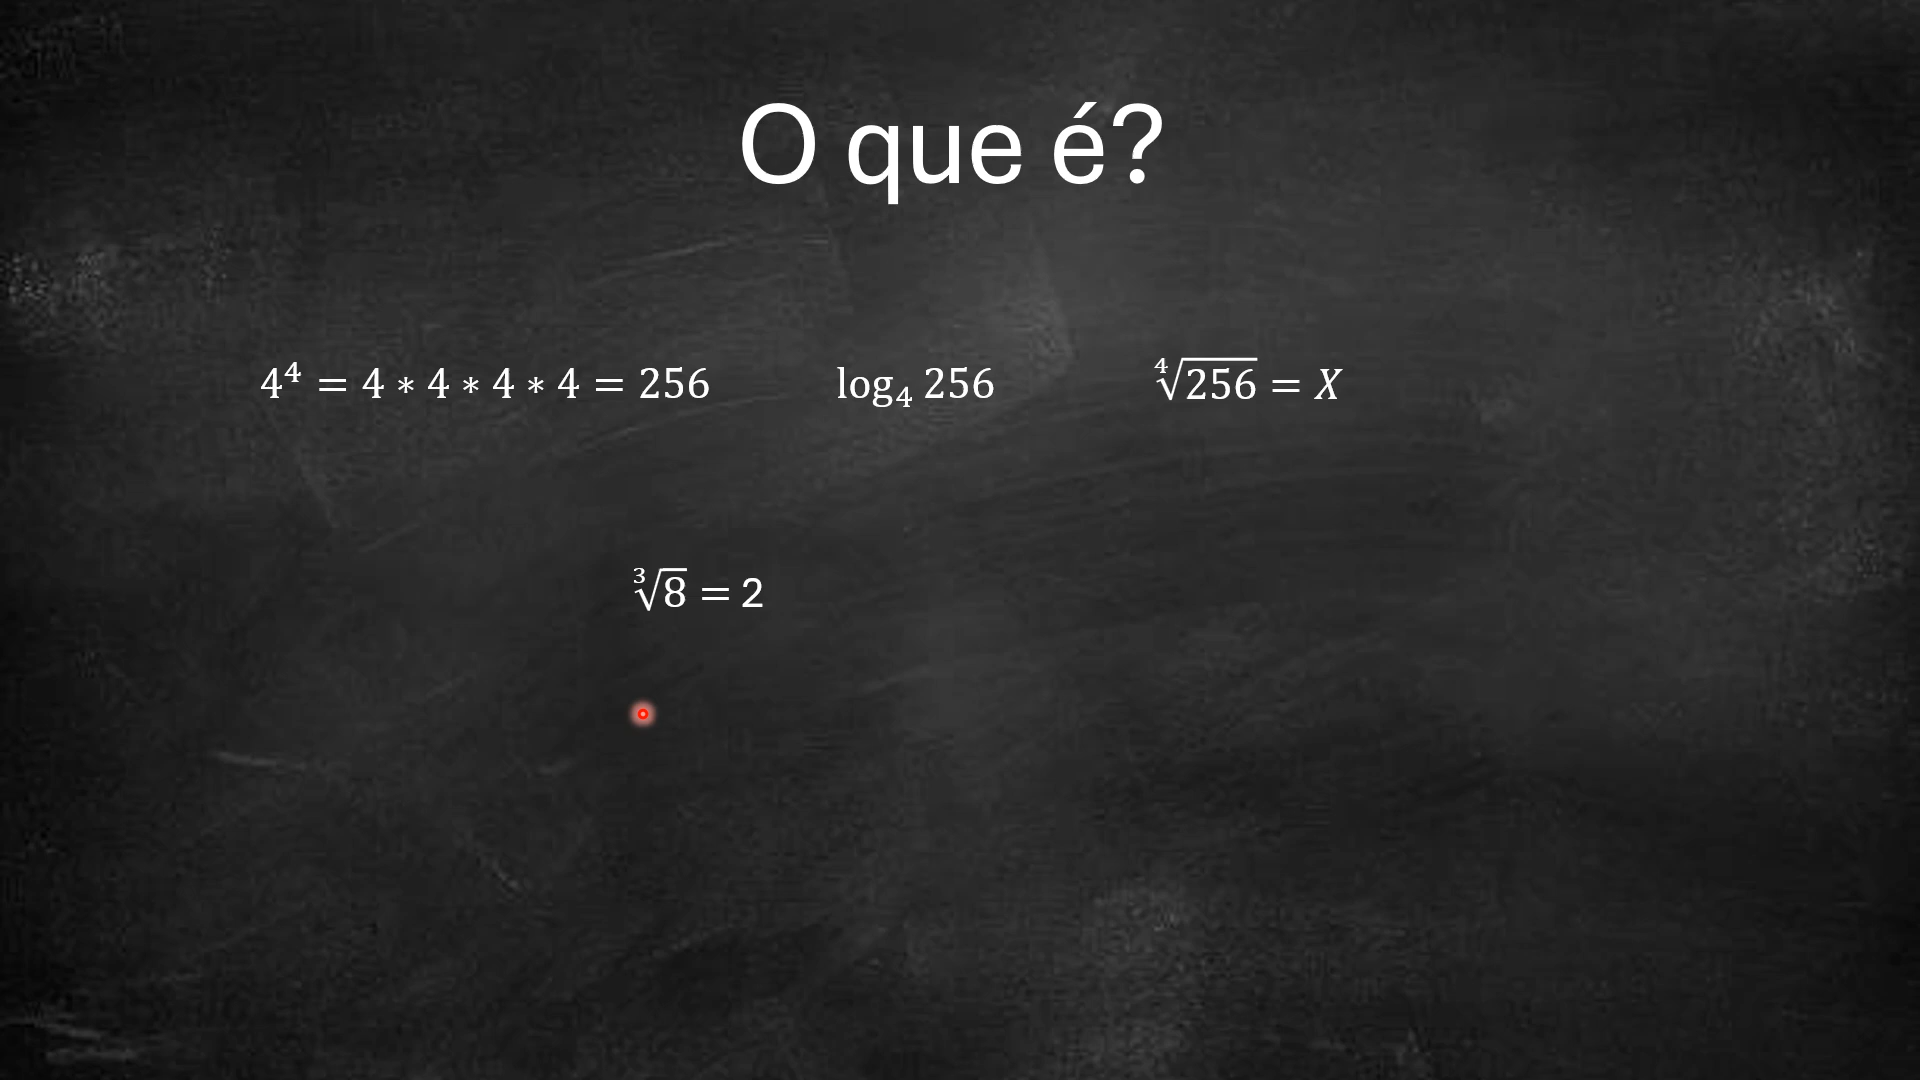 O que é?
4⁴ = 4 ∗ 4 ∗ 4 ∗ 4 = 256 log₄ 256 ∜256 = X
∛8 = 2